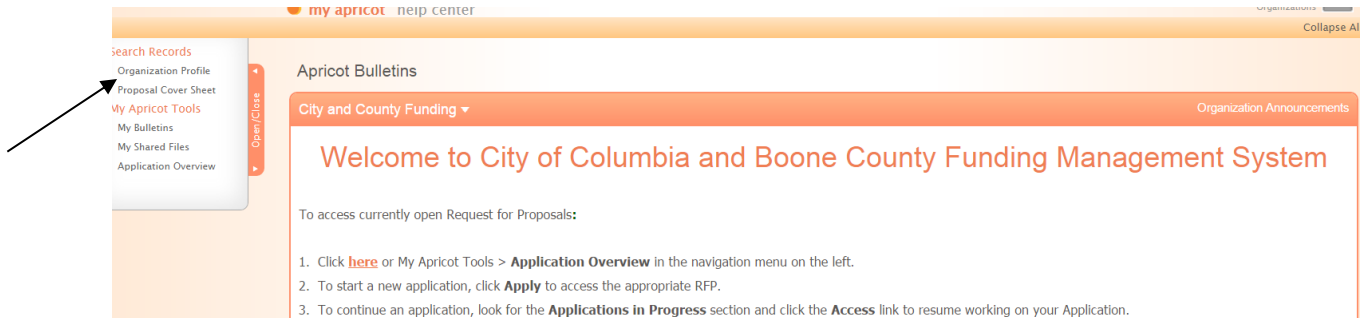 my apricot help center
Organizations
Collapse Al
Search Records
Organization Profile
Proposal Cover Sheet
My Apricot Tools
My Bulletins
My Shared Files
Application Overview
Open/Close
Apricot Bulletins
City and County Funding
Organization Announcements
Welcome to City of Columbia and Boone County Funding Management System
To access currently open Request for Proposals:
1. Click here or My Apricot Tools > Application Overview in the navigation menu on the left.
2. To start a new application, click Apply to access the appropriate RFP.
3. To continue an application, look for the Applications in Progress section and click the Access link to resume working on your Application.